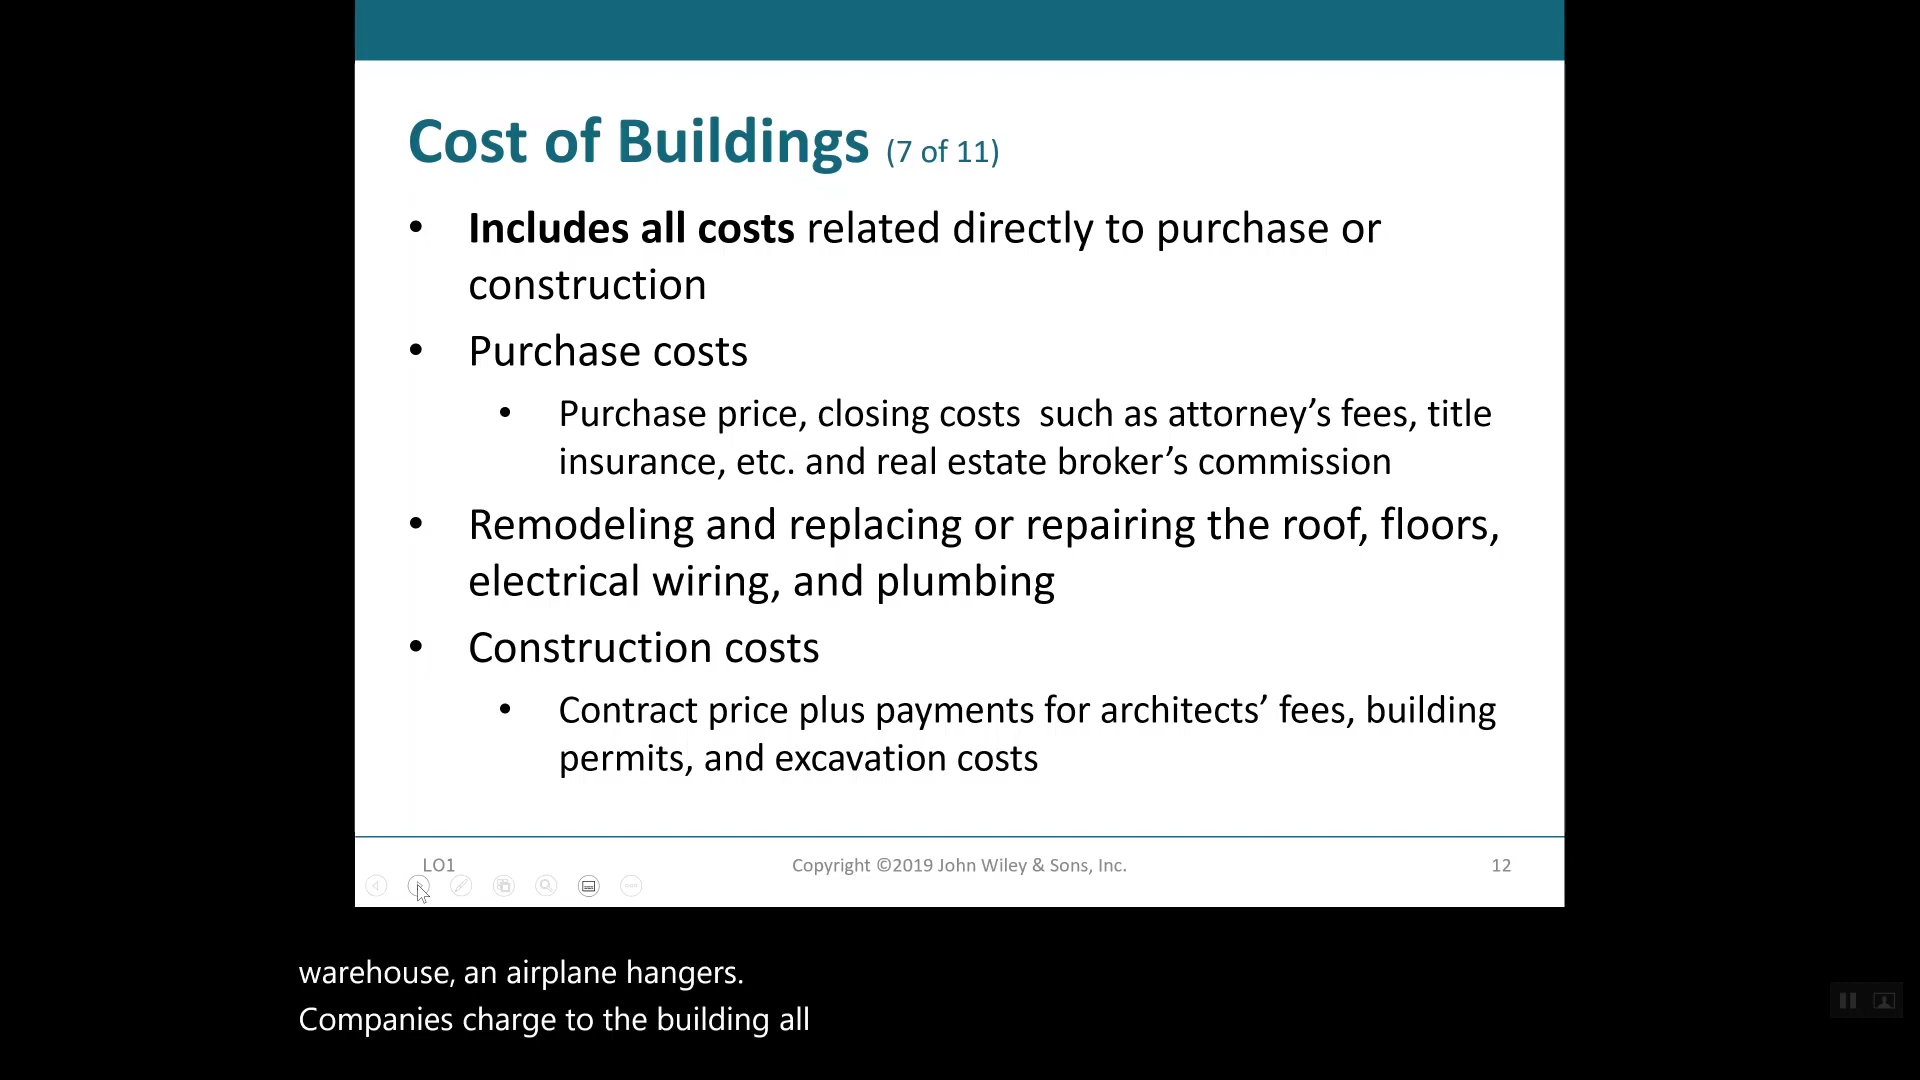 Cost of Buildings (7 of 11)
• Includes all costs related directly to purchase or
construction
• Purchase costs
• Purchase price, closing costs  such as attorney’s fees, title
insurance, etc. and real estate broker’s commission
• Remodeling and replacing or repairing the roof, floors,
electrical wiring, and plumbing
• Construction costs
• Contract price plus payments for architects’ fees, building
permits, and excavation costs
LO1 Copyright ©2019 John Wiley & Sons, Inc. 12
warehouse, an airplane hangers.
Companies charge to the building all